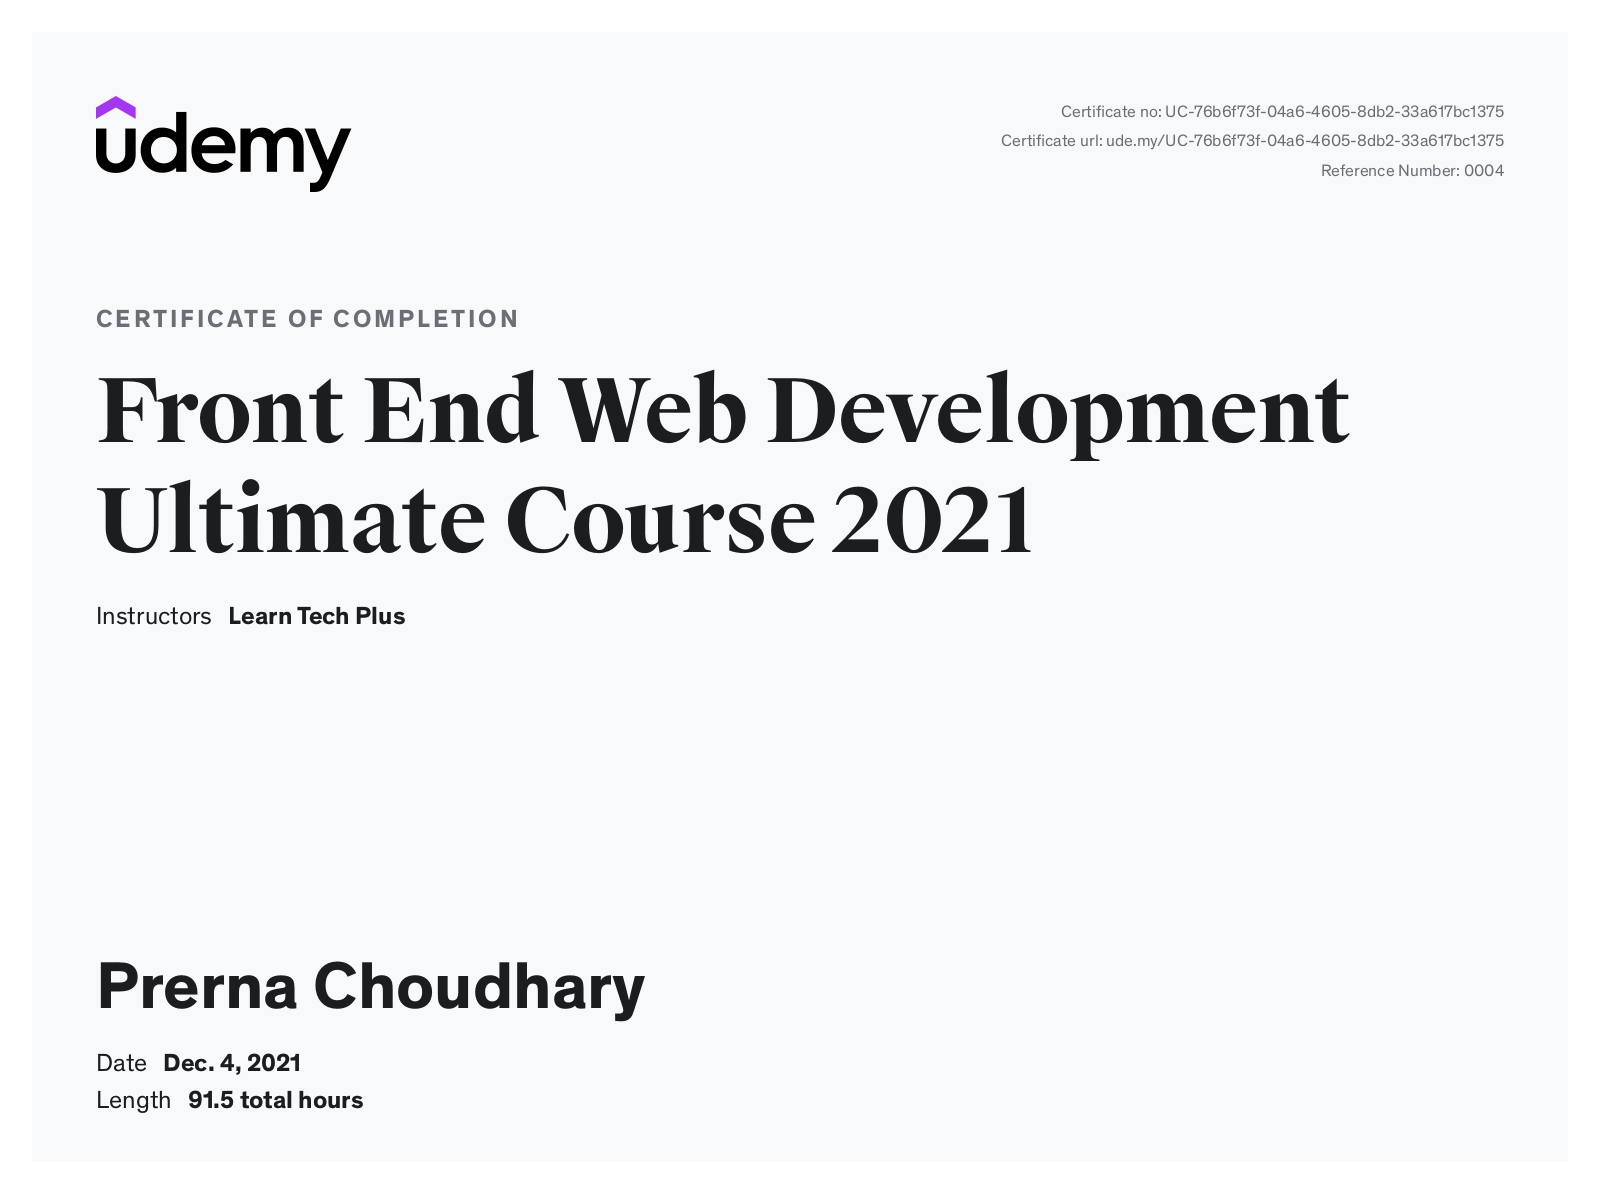 udemy
Certificate no: UC-76b6f73f-04a6-4605-8db2-33a617bc1375
Certificate url: ude.my/UC-76b6f73f-04a6-4605-8db2-33a617bc1375
Reference Number: 0004
CERTIFICATE OF COMPLETION
Front End Web Development
Ultimate Course 2021
Instructors Learn Tech Plus
Prerna Choudhary
Date Dec. 4, 2021
Length 91.5 total hours